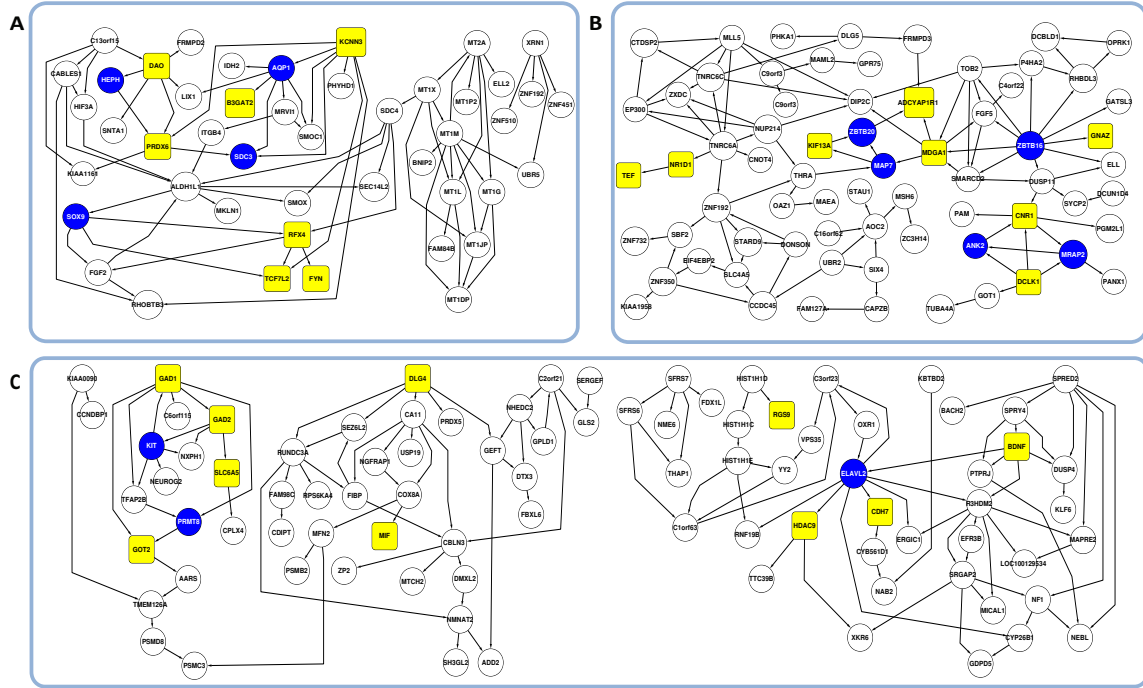 A
C13orf15
FRMPD2
KCNN3
MT2A
XRN1
DAO
CABLES1
HEPH
IDH2
AQP1
PHYHD1
LIX1
B3GAT2
MT1X
MT1P2
ELL2
ZNF192
ZNF451
HIF3A
MRVI1
SDC4
ZNF510
SNTA1
ITGB4
SMOC1
MT1M
PRDX6
SDC3
BNIP2
UBR5
KIAA1161
ALDH1L1
SEC14L2
MT1L
MT1G
SMOX
MKLN1
SOX9
RFX4
FAM84B
MT1JP
FGF2
TCF7L2
FYN
RHOBTB3
MT1DP
B
CTDSP2
MLL5
PHKA1
DLG5
FRMPD3
DCBLD1
OPRK1
MAML2
GPR75
TOB2
P4HA2
TNRC6C
C9orf3
RHBDL3
ZXDC
C4orf22
EP300
C9orf3
DIP2C
ADCYAP1R1
FGF5
GATSL3
NUP214
ZBTB20
KIF13A
MDGA1
ZBTB16
GNAZ
TNRC6A
CNOT4
MAP7
TEF
NR1D1
THRA
SMARCD2
DUSP11
ELL
STAU1
MSH6
OAZ1
MAEA
SYCP2
DCUN1D4
ZNF192
PAM
CNR1
PGM2L1
C16orf62
AOC2
ZNF732
SBF2
STARD9
DONSON
ZC3H14
ANK2
MRAP2
EIF4EBP2
SLC4A5
UBR2
SIX4
ZNF350
DCLK1
PANX1
KIAA1958
CCDC45
FAM127A
CAPZB
TUBA4A
GOT1
C
KIAA0090
GAD1
DLG4
C2orf21
SERGEF
SFRS7
HIST1H1D
C3orf23
KBTBD2
SPRED2
CCNDBP1
C6orf115
GAD2
SEZ6L2
CA11
PRDX5
NHEDC2
GLS2
SFRS6
NME6
FDX1L
RGS9
HIST1H1C
OXR1
BACH2
SPRY4
KIT
NXPH1
RUNDC3A
NGFRAP1
USP19
GEFT
GPLD1
VPS35
BDNF
HIST1H1E
YY2
NEUROG2
SLC6A5
DTX3
THAP1
ELAVL2
PTPRJ
DUSP4
TFAP2B
FAM98C
RPS6KA4
FIBP
COX8A
FBXL6
R3HDM2
KLF6
PRMT8
CPLX4
CDIPT
MFN2
MIF
C1orf63
RNF19B
HDAC9
CDH7
ERGIC1
EFR3B
MAPRE2
GOT2
CBLN3
CYB561D1
LOC100129534
AARS
PSMB2
ZP2
MTCH2
DMXL2
TTC39B
NAB2
SRGAP2
TMEM126A
NMNAT2
MICAL1
NF1
PSMD8
XKR6
CYP26B1
NEBL
PSMC3
SH3GL2
ADD2
GDPD5